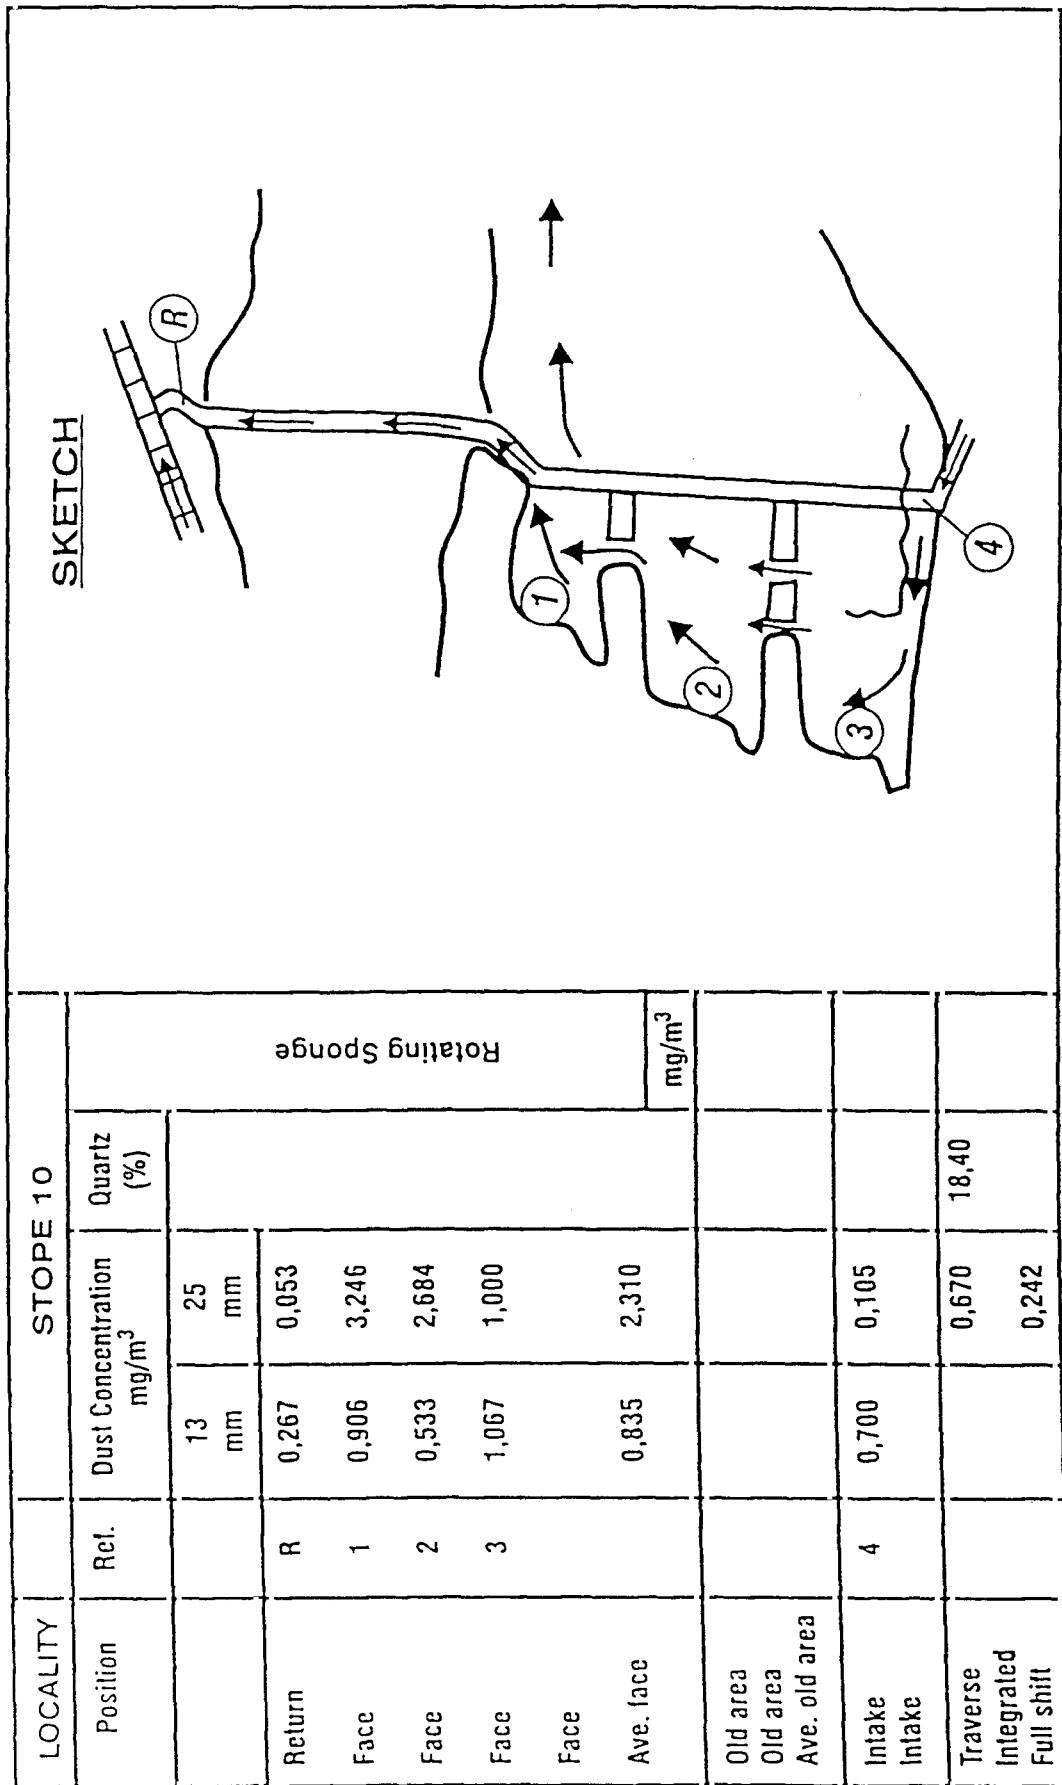 LOCALITY STOPE 10
Position Ref. Dust Concentration mg/m³ Quartz (%)
13 mm 25 mm
Return R 0,267 0,053
Face 1 0,906 3,246
Face 2 0,533 2,684
Face 3 1,067 1,000
Face
Ave. face 0,835 2,310
Rotating Sponge
mg/m³
Old area
Old area
Ave. old area
Intake 4 0,700 0,105
Intake
Traverse 0,670 18,40
Integrated
Full shift 0,242
SKETCH
R
1
2
3
4